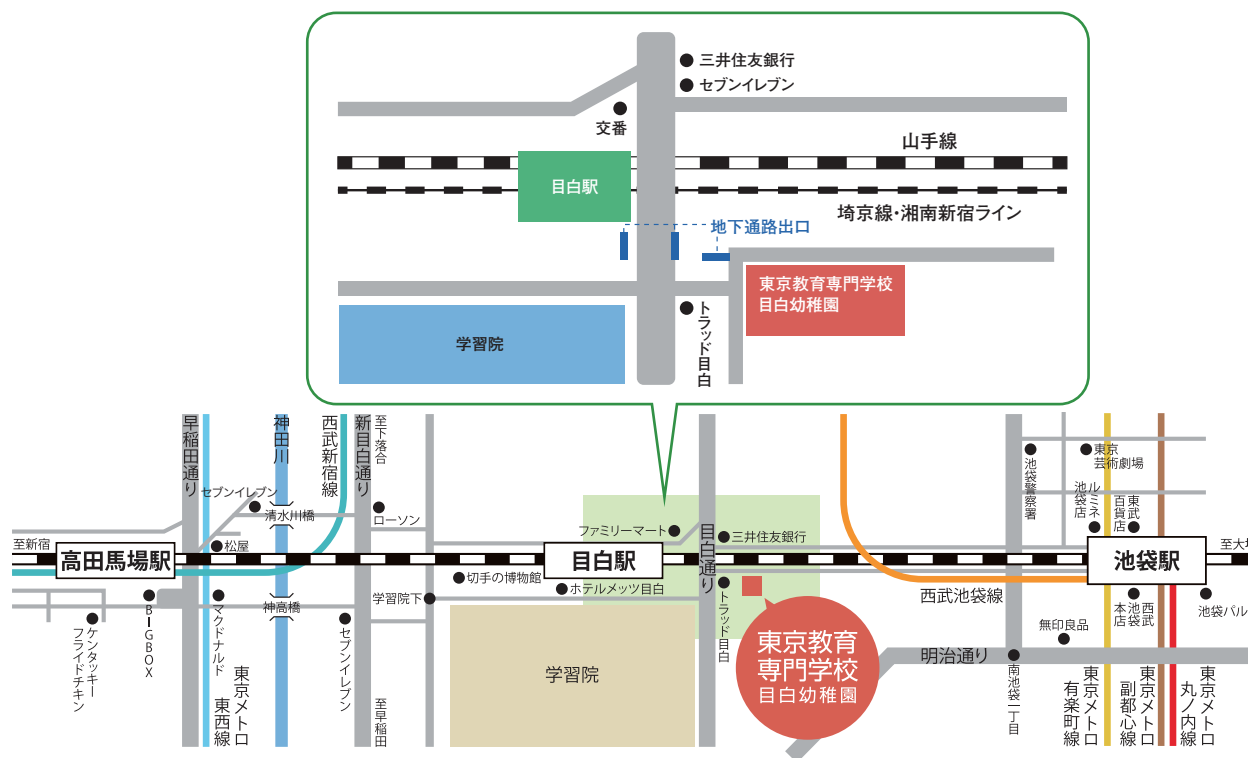 三井住友銀行
セブンイレブン
交番
山手線
目白駅
埼京線・湘南新宿ライン
地下通路出口
東京教育専門学校
目白幼稚園
学習院
トラッド目白
早稲田通り
神田川
西武新宿線
新目白通り
至下落合
セブンイレブン
清水川橋
ローソン
至新宿
高田馬場駅
松屋
ファミリーマート
目白駅
目白通り
三井住友銀行
切手の博物館
ホテルメッツ目白
学習院下
トラッド目白
神高橋
BIGBOX
マクドナルド
ケンタッキー
フライドチキン
セブンイレブン
東京メトロ
東西線
至早稲田
学習院
東京教育
専門学校
目白幼稚園
池袋警察署
東京
芸術劇場
ルミネ
池袋店
東武
百貨店
池袋駅
至大塚
西武池袋線
西武
池袋
本店
池袋パル
無印良品
明治通り
南池袋一丁目
東京メトロ
有楽町線
東京メトロ
副都心線
東京メトロ
丸ノ内線